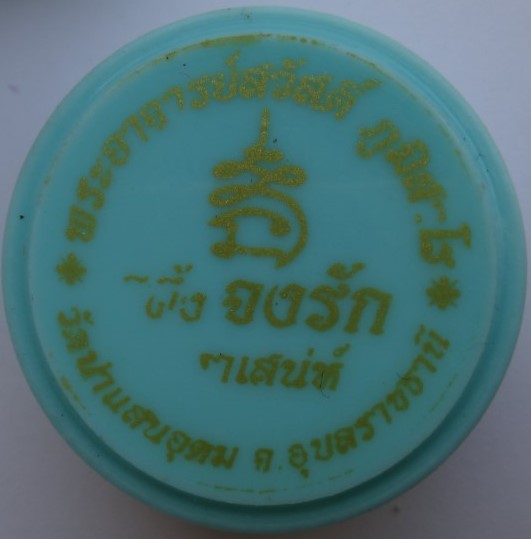 พระอาจารย์สวัสดิ์ ภูมิสะโร
ผึ้ง จงรัก
เสน่ห์
วัดป่าแสนอุดม จ.อุบลราชธานี